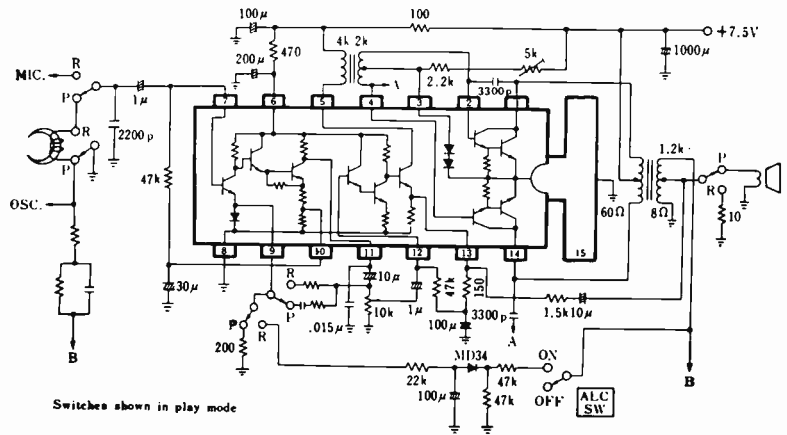 100μ
100
+7.5V
200μ
470
4k 2k
5k
1000μ
R
MIC.
P
1μ
A
2.2k
3300p
7
6
5
4
3
2
1
R
P
2200p
1.2k
P
R
10
OSC.
47k
60Ω
8Ω
15
8
9
10
11
12
13
14
30μ
R
P
10μ
10k
.015μ
1μ
47k
150
100μ
3300p
A
1.5k 10μ
P
R
200
MD34
ON
22k
47k
OFF
ALC
SW
100μ
47k
B
B
Switches shown in play mode